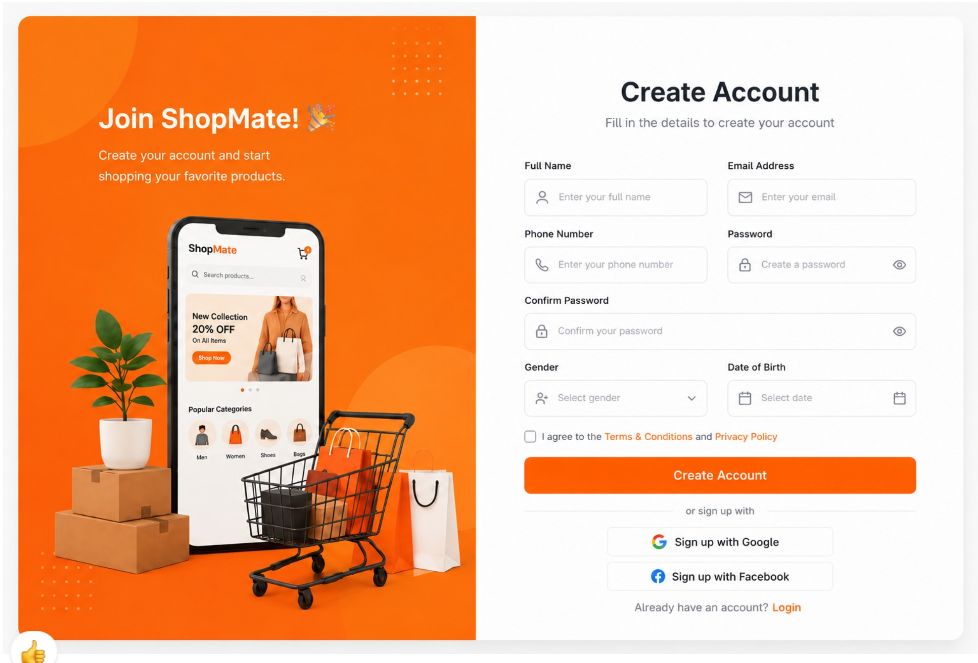 Join ShopMate! 🎉
Create your account and start
shopping your favorite products.
ShopMate
Search products...
New Collection
20% OFF
On All Items
Shop Now
Popular Categories
Men
Women
Shoes
Bags
Create Account
Fill in the details to create your account
Full Name
Enter your full name
Email Address
Enter your email
Phone Number
Enter your phone number
Password
Create a password
Confirm Password
Confirm your password
Gender
Select gender
Date of Birth
Select date
I agree to the Terms & Conditions and Privacy Policy
Create Account
or sign up with
Sign up with Google
Sign up with Facebook
Already have an account? Login